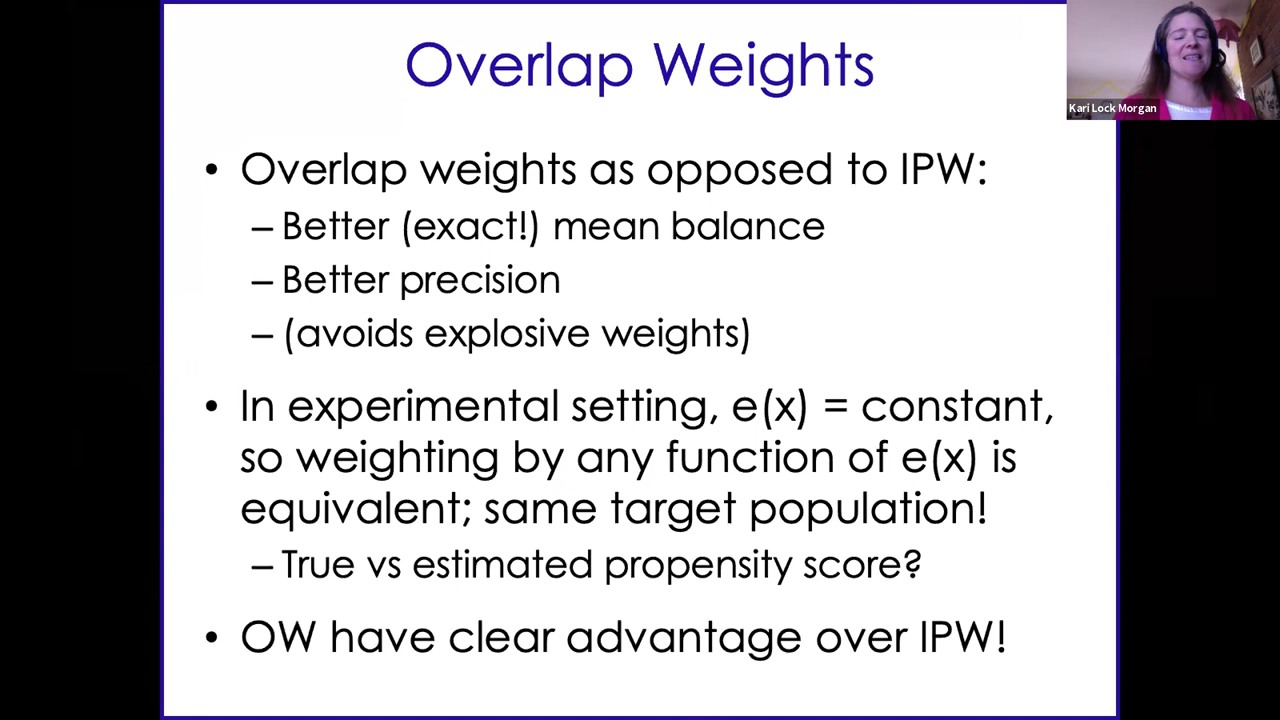 Overlap Weights
Kari Lock Morgan
• Overlap weights as opposed to IPW:
– Better (exact!) mean balance
– Better precision
– (avoids explosive weights)
• In experimental setting, e(x) = constant,
so weighting by any function of e(x) is
equivalent; same target population!
– True vs estimated propensity score?
• OW have clear advantage over IPW!